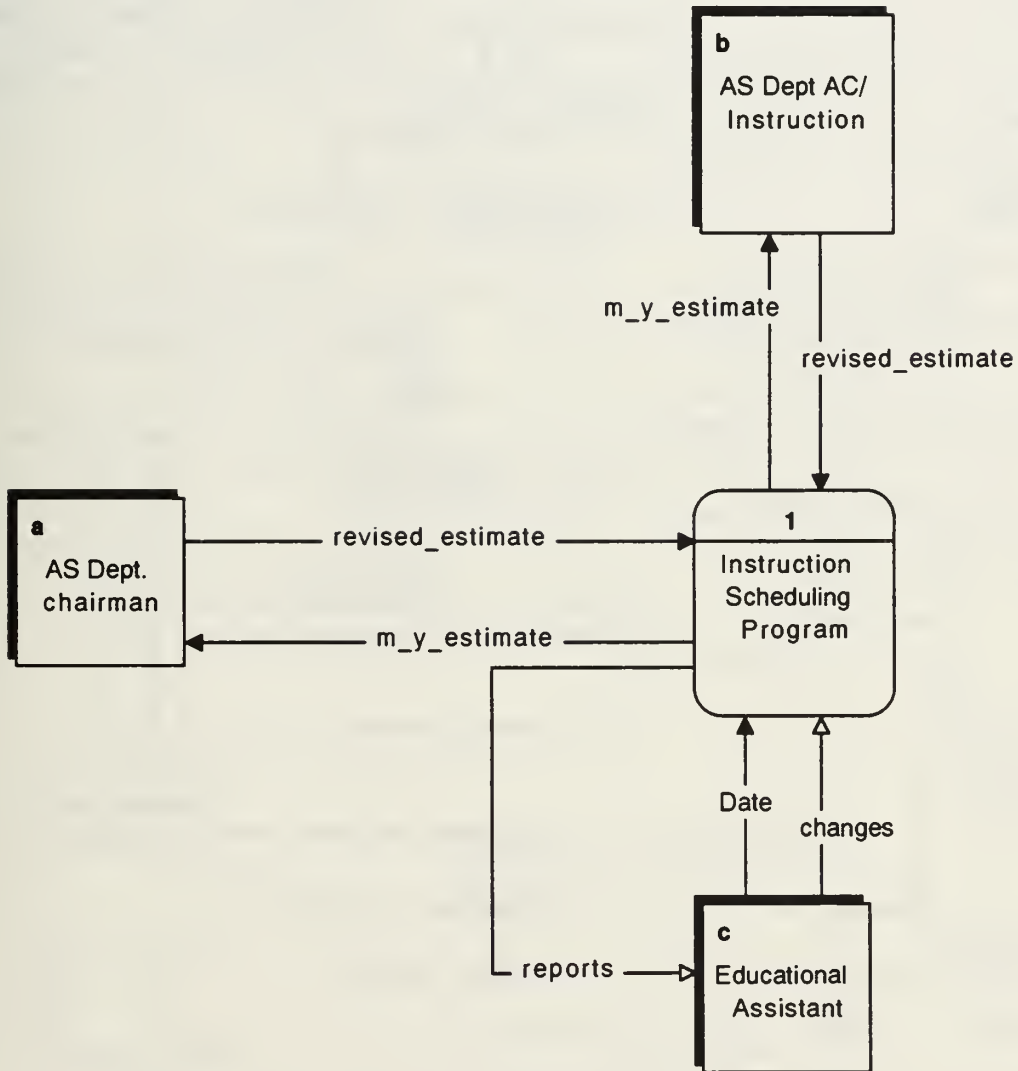 b
AS Dept AC/
Instruction
m_y_estimate
revised_estimate
a
AS Dept.
chairman
revised_estimate
m_y_estimate
1
Instruction
Scheduling
Program
Date
changes
reports
c
Educational
Assistant